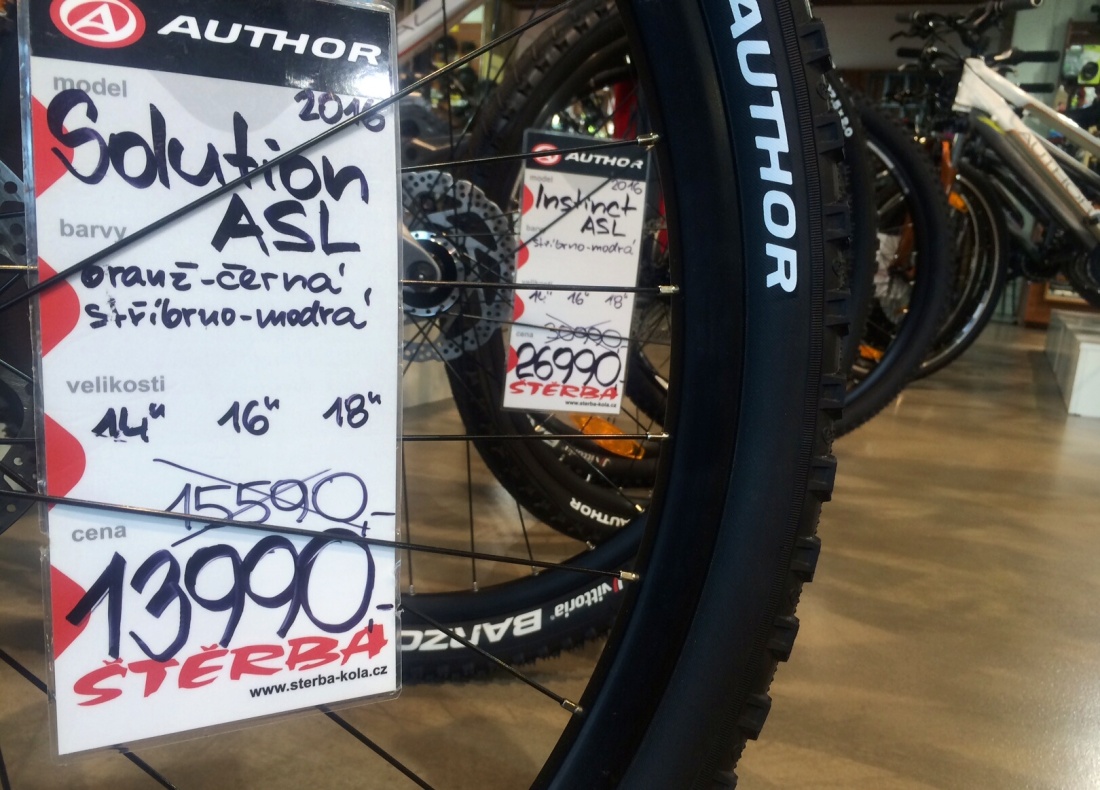 AUTHOR
model
2016
Solution
ASL
barvy
oranž-černá,
stříbrno-modrá
velikosti
14" 16" 18"
15590,-
cena
13990,-
ŠTĚRBA
www.sterba-kola.cz
AUTHOR
model
2016
Instinct
ASL
stříbrno-modrá
14" 16" 18"
30990,-
cena
26990,-
ŠTĚRBA
www.sterba-kola.cz
AUTHOR
AUTHOR
vittoria